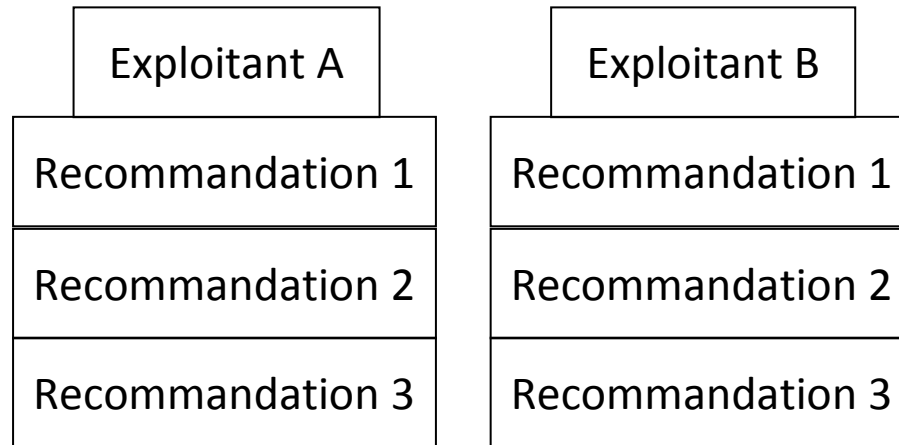 Exploitant A
Recommandation 1
Recommandation 2
Recommandation 3
Exploitant B
Recommandation 1
Recommandation 2
Recommandation 3